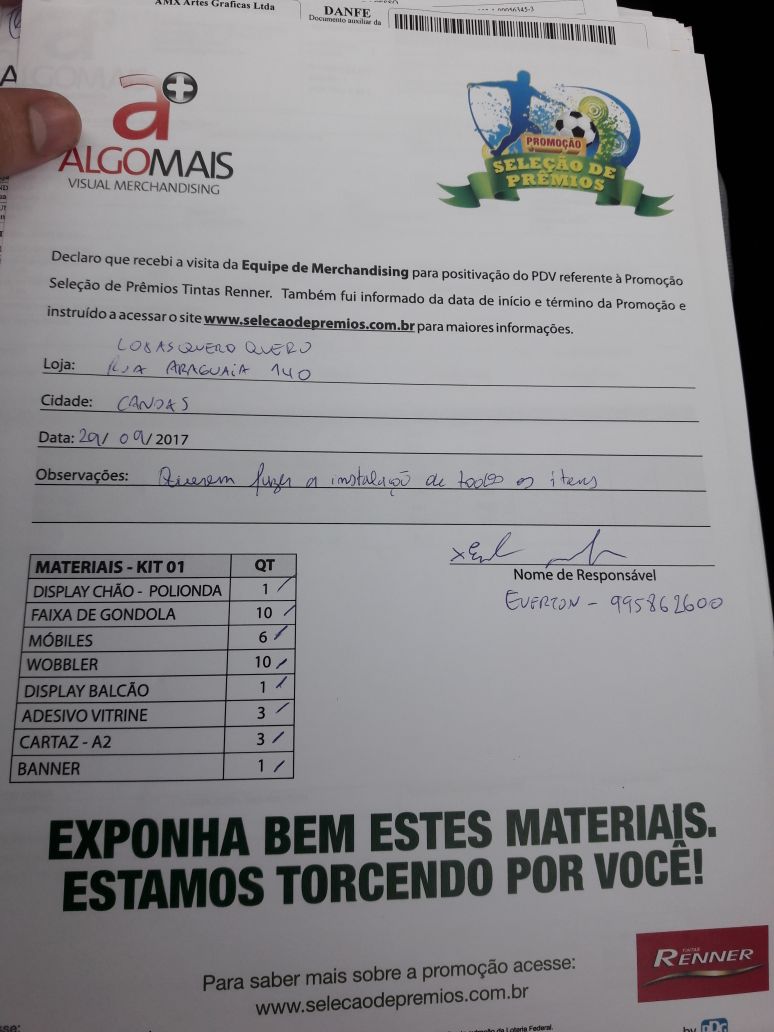 AMX Artes Graficas Ltda
DANFE
Documento auxiliar da
a+
ALGOMAIS
VISUAL MERCHANDISING
PROMOÇÃO
SELEÇÃO DE
PRÊMIOS
Declaro que recebi a visita da Equipe de Merchandising para positivação do PDV referente à Promoção
Seleção de Prêmios Tintas Renner. Também fui informado da data de início e término da Promoção e
instruído a acessar o site www.selecaodepremios.com.br para maiores informações.
LOJAS QUERO QUERO
Loja: RUA ARAGUAIA 140
Cidade: CANOAS
Data: 29/09/2017
Observações: Quiseram fazer a instalação de todos os itens
Nome de Responsável
EVERTON - 995862600
MATERIAIS - KIT 01 QT
DISPLAY CHÃO - POLIONDA 1
FAIXA DE GONDOLA 10
MÓBILES 6
WOBBLER 10
DISPLAY BALCÃO 1
ADESIVO VITRINE 3
CARTAZ - A2 3
BANNER 1
EXPONHA BEM ESTES MATERIAIS.
ESTAMOS TORCENDO POR VOCÊ!
TINTAS
RENNER
Para saber mais sobre a promoção acesse:
www.selecaodepremios.com.br
by PPG